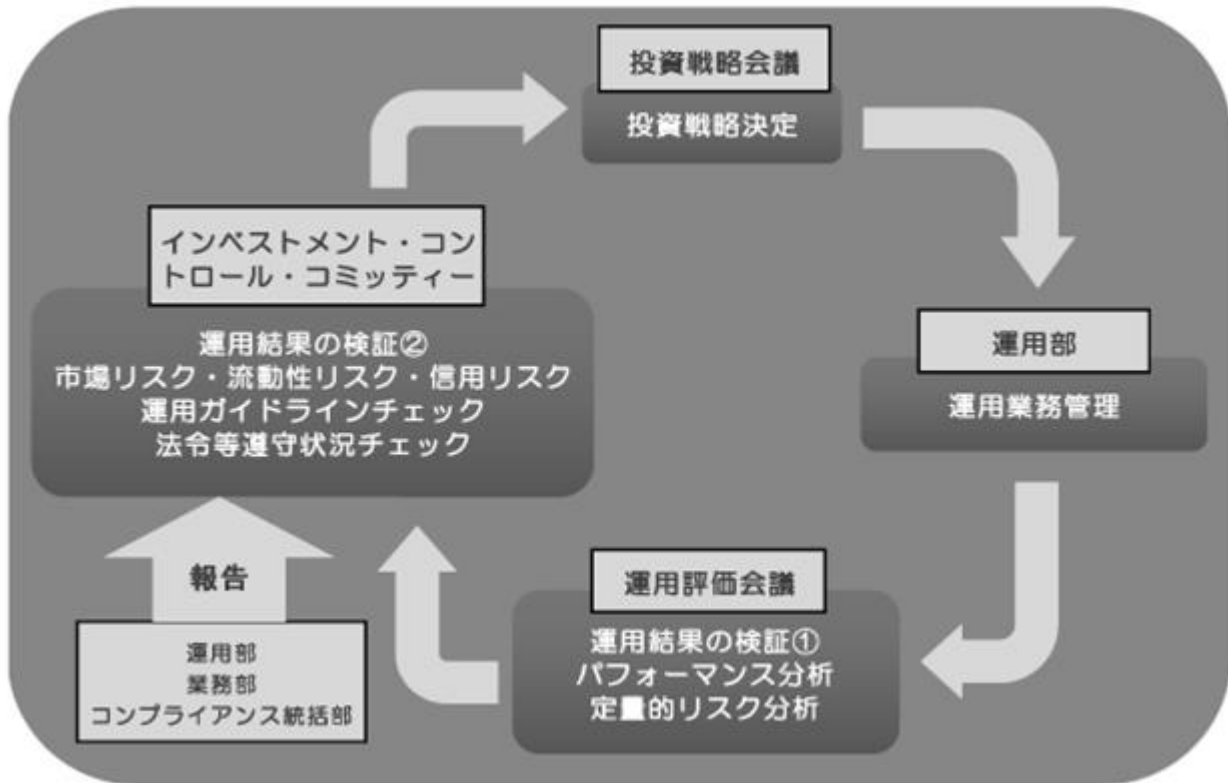 投資戦略会議
投資戦略決定
インベストメント・コン
トロール・コミッティー
運用結果の検証②
市場リスク・流動性リスク・信用リスク
運用ガイドラインチェック
法令等遵守状況チェック
運用部
運用業務管理
運用評価会議
運用結果の検証①
パフォーマンス分析
定量的リスク分析
報告
運用部
業務部
コンプライアンス統括部